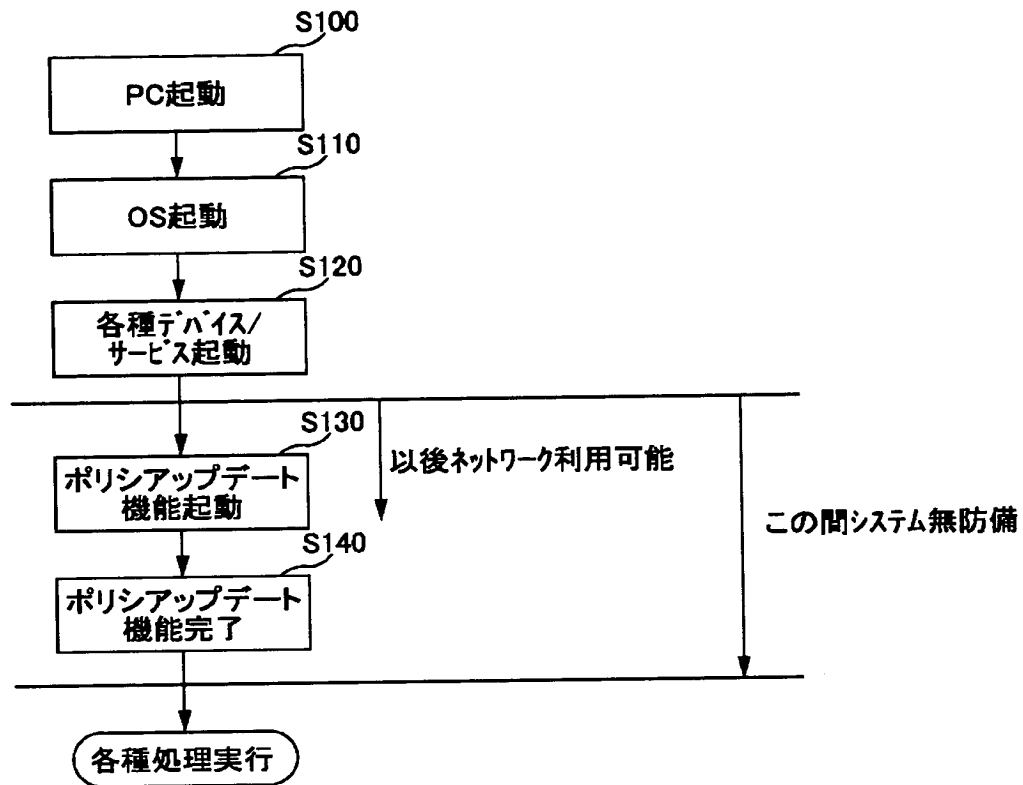 S100
PC起動
S110
OS起動
S120
各種デバイス/
サービス起動
S130
以後ネットワーク利用可能
ポリシアップデート
機能起動
この間システム無防備
S140
ポリシアップデート
機能完了
各種処理実行